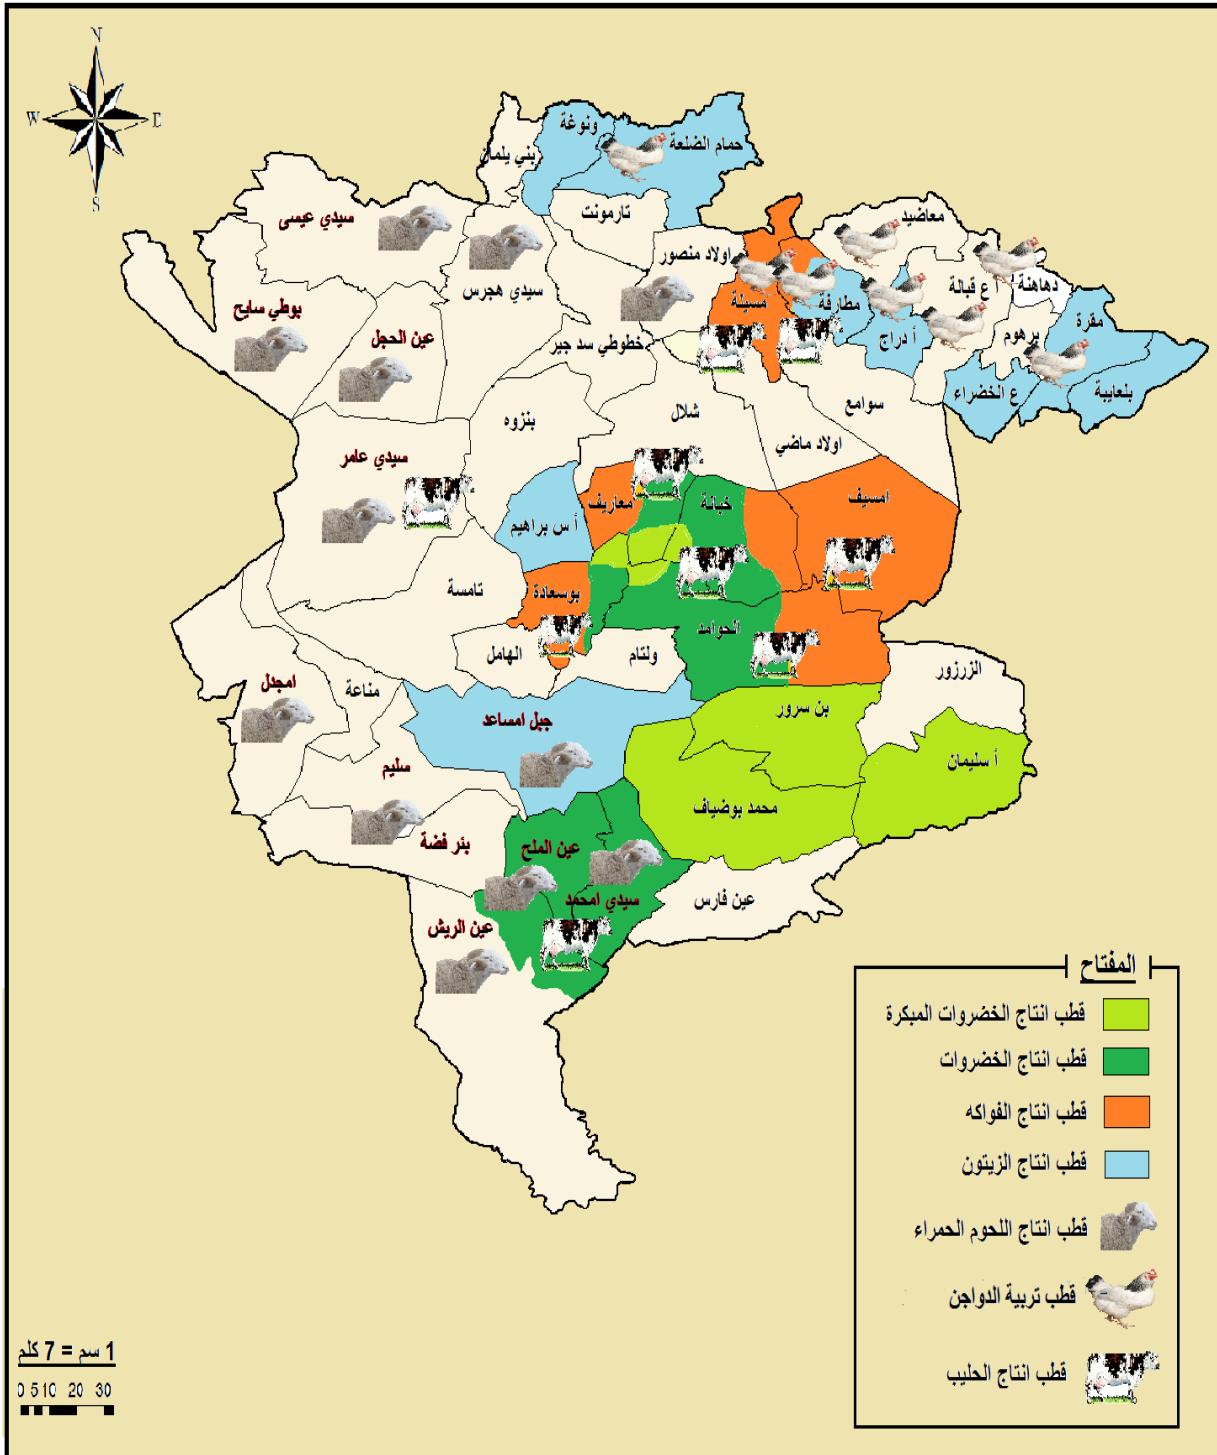 N
W
E
S
ونوغة
حمام الضلعة
بني يلمان
تارمونت
معاضيد
سيدي عيسى
اولاد منصور
سيدي هجرس
أ ع قبالة
دهاهنة
بوطي سايح
مسيلة
مطارفة
مقرة
عين الحجل
خطوطي سد جير
أ دراج
برهوم
ع الخضراء
بلعايبة
سوامع
شلال
بنزوه
اولاد ماضي
سيدي عامر
معاريف
خبانة
امسيف
أ س براهيم
تامسة
بوسعادة
الحوامد
الهامل
ولتام
الزرزور
امجدل
مناعة
بن سرور
جبل امساعد
أ سليمان
سليم
محمد بوضياف
بئر فضة
عين الملح
سيدي امحمد
عين فارس
عين الريش
المفتاح
قطب انتاج الخضروات المبكرة
قطب انتاج الخضروات
قطب انتاج الفواكه
قطب انتاج الزيتون
قطب انتاج اللحوم الحمراء
قطب تربية الدواجن
قطب انتاج الحليب
1 سم = 7 كلم
0 5 10 20 30